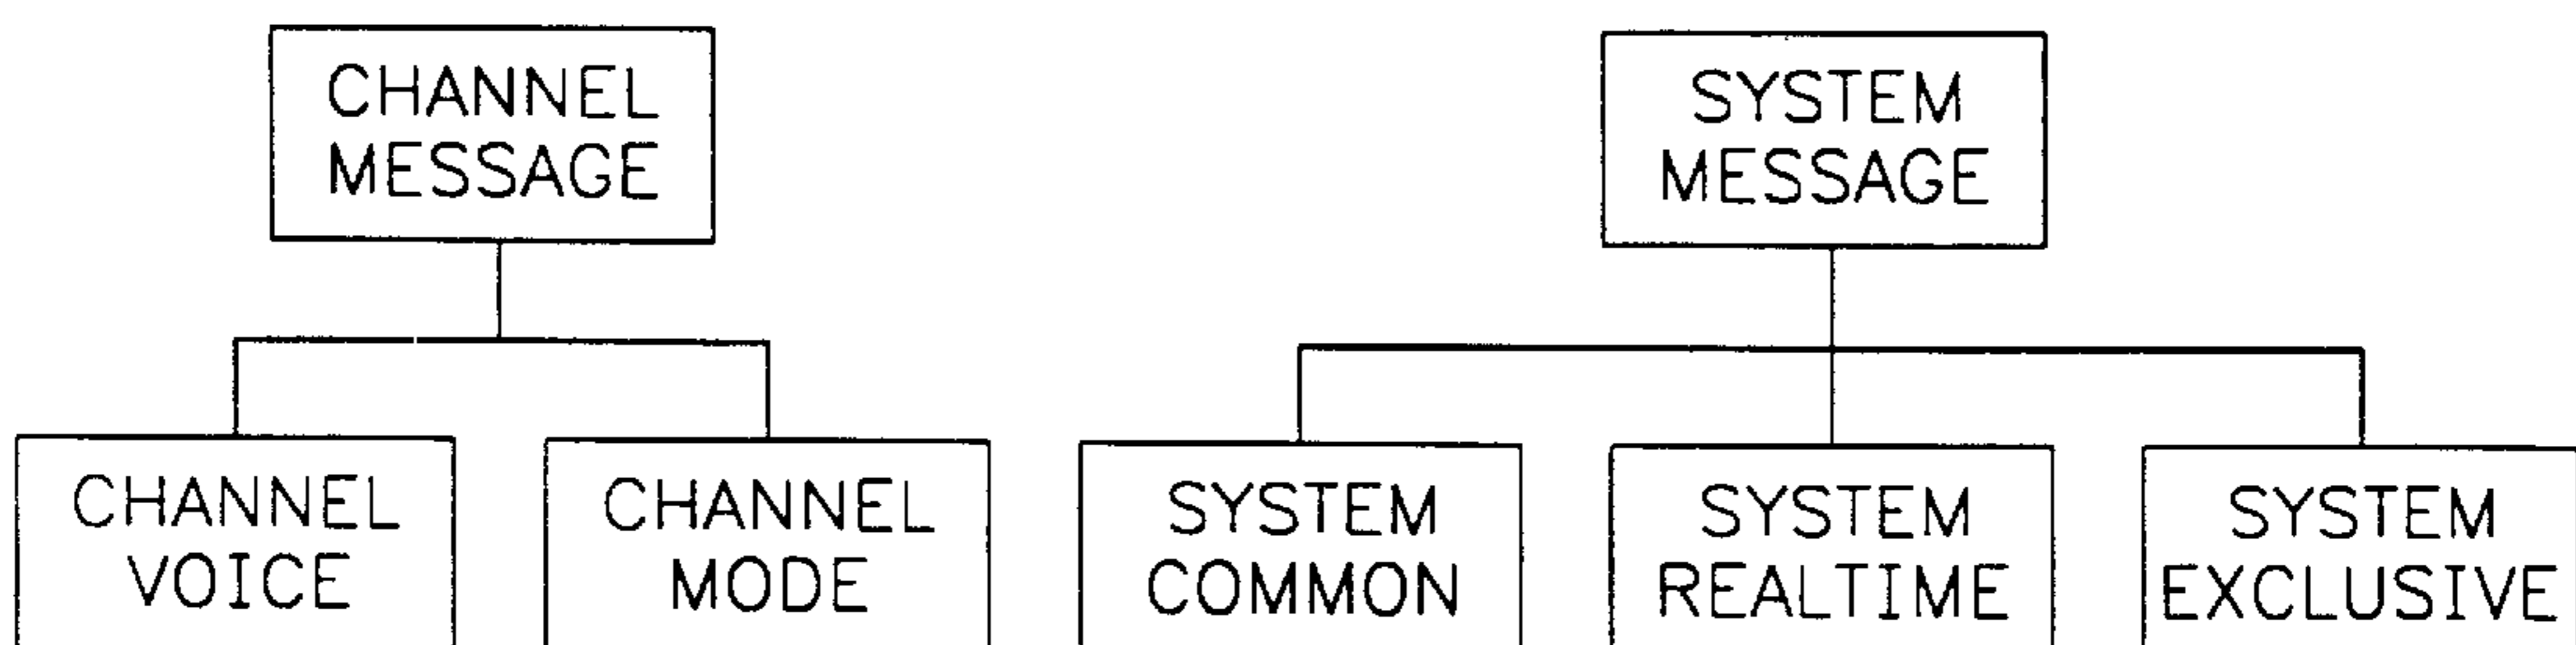 CHANNEL
MESSAGE
SYSTEM
MESSAGE
CHANNEL
VOICE
CHANNEL
MODE
SYSTEM
COMMON
SYSTEM
REALTIME
SYSTEM
EXCLUSIVE